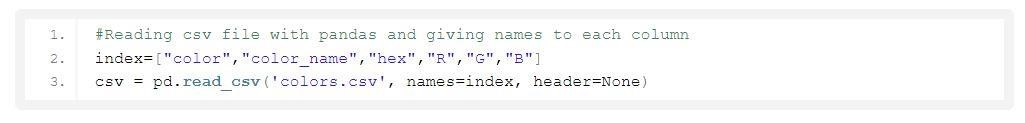 1. #Reading csv file with pandas and giving names to each column
2. index=["color","color_name","hex","R","G","B"]
3. csv = pd.read_csv('colors.csv', names=index, header=None)